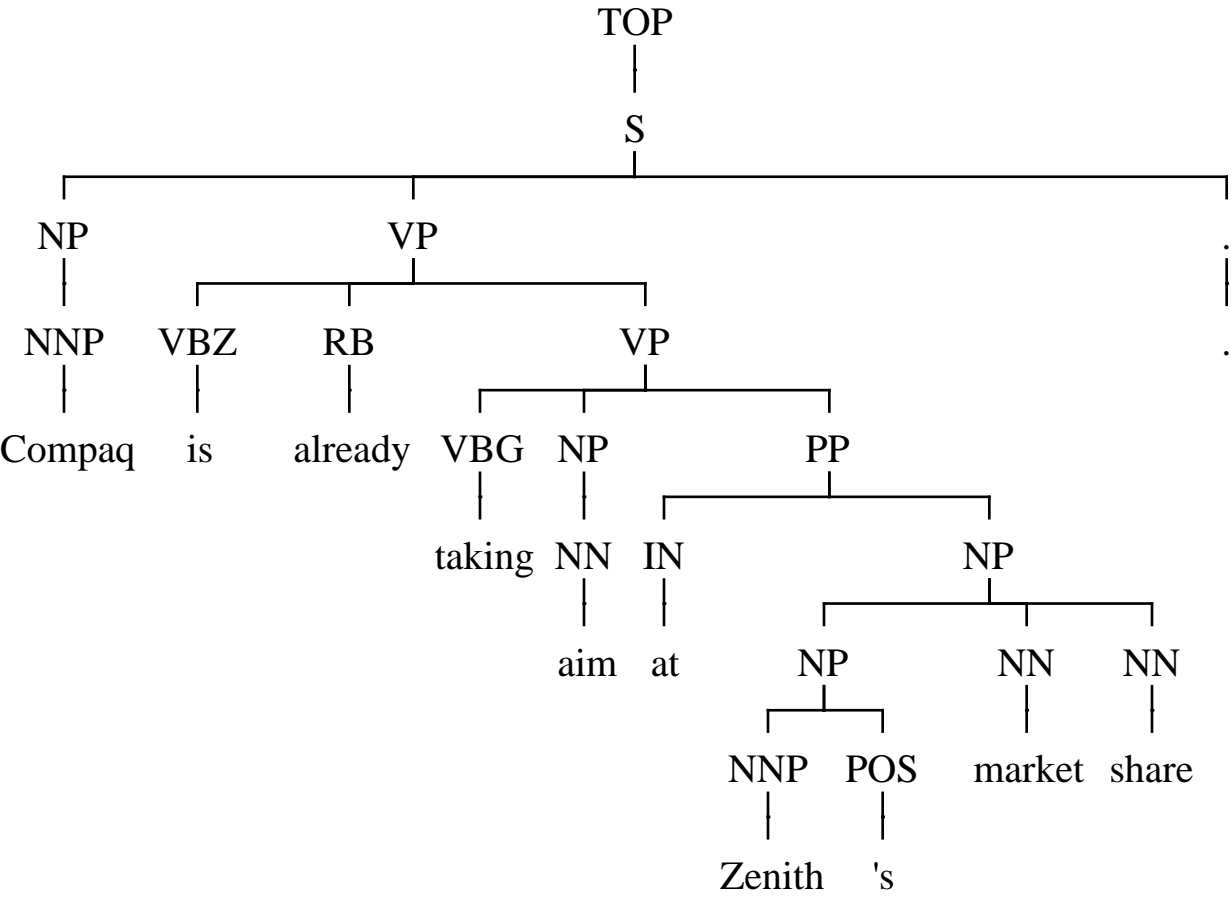 TOP
S
NP VP .
NNP VBZ RB VP .
Compaq is already VBG NP PP
taking NN IN NP
aim at NP NN NN
NNP POS market share
Zenith 's